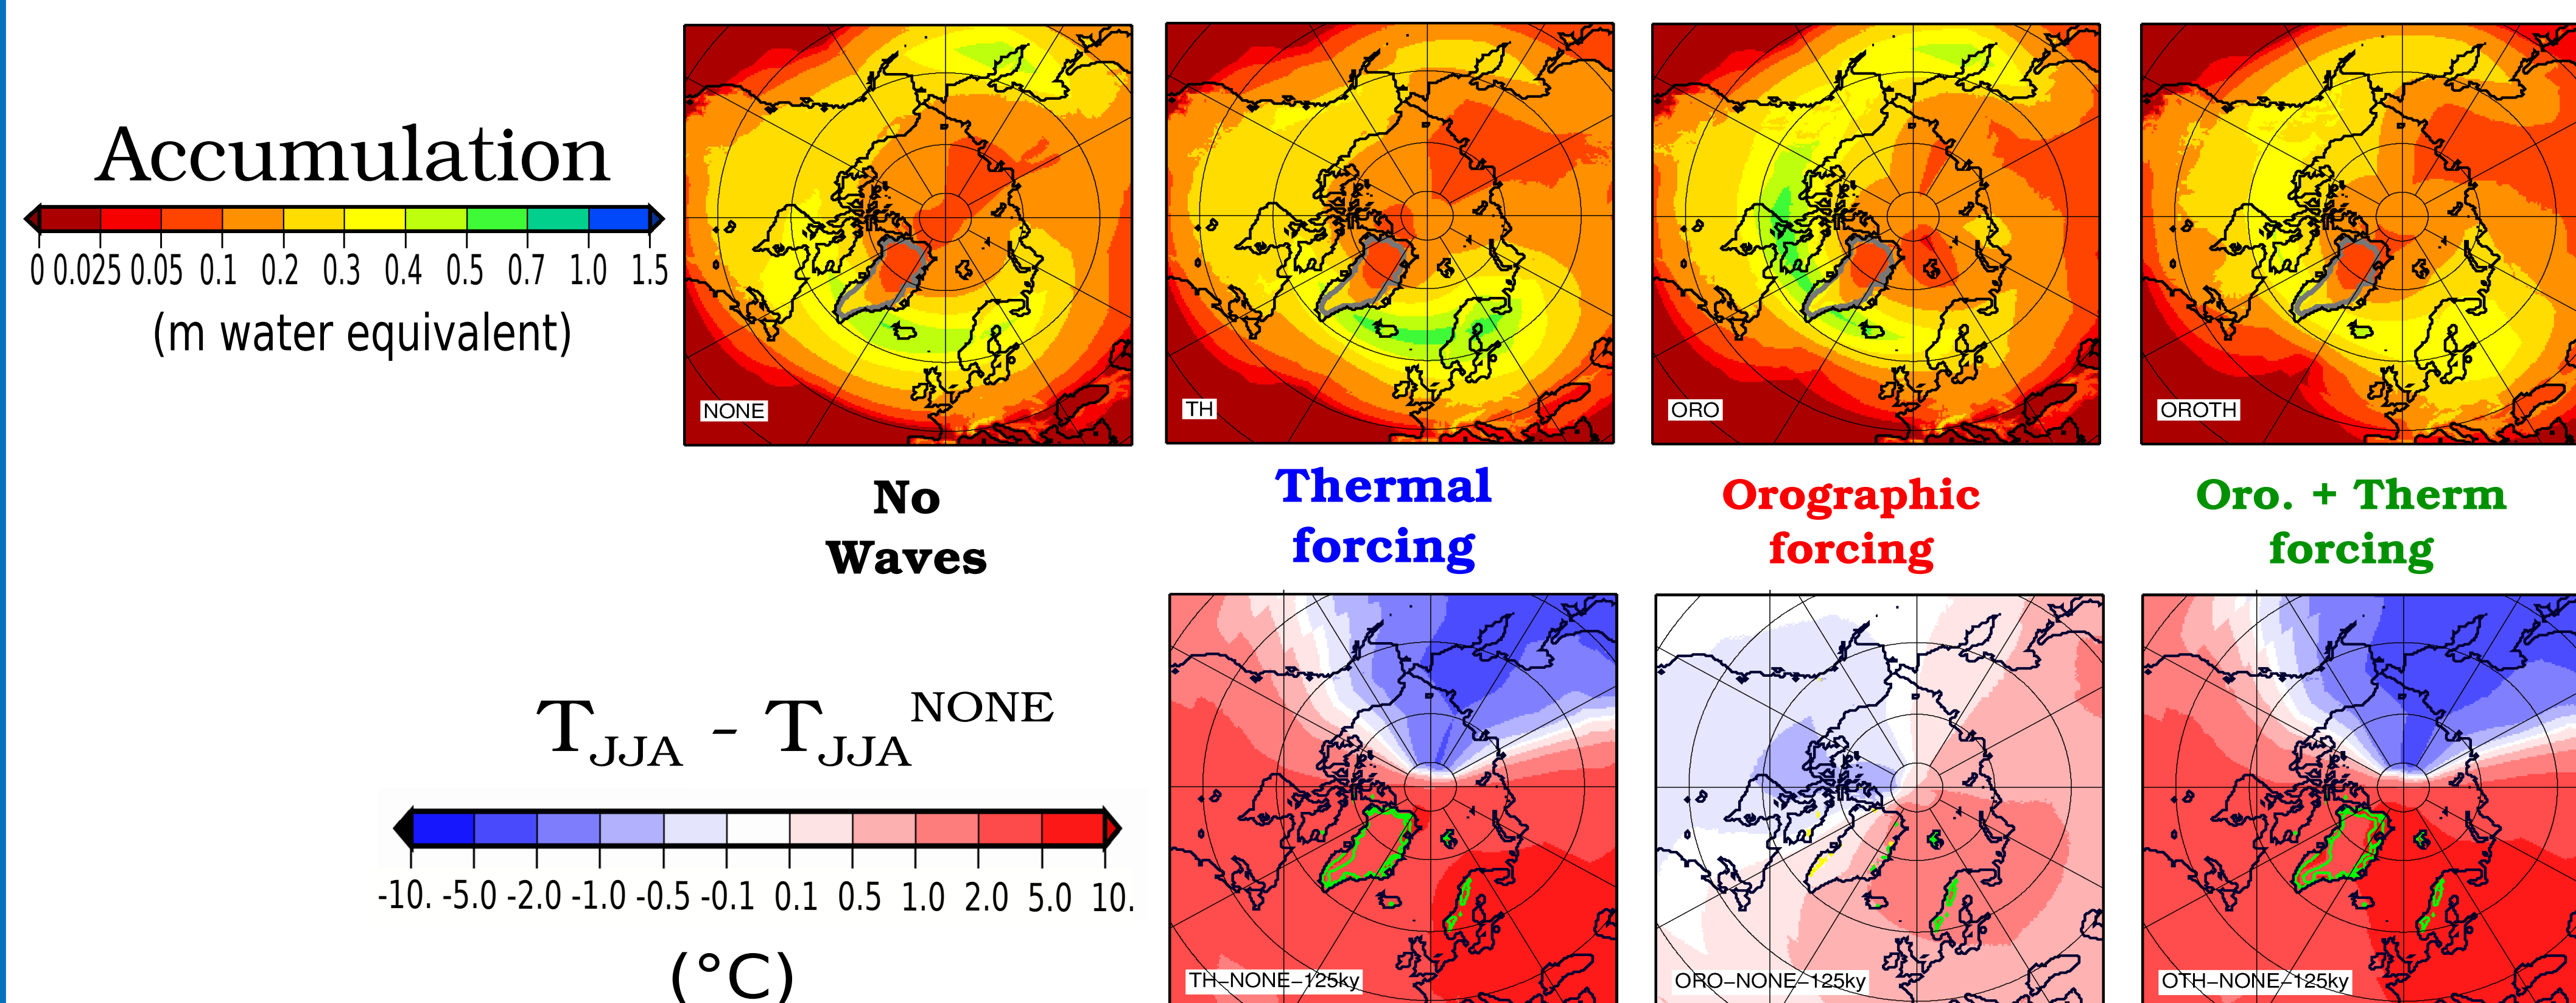 Accumulation
0 0.025 0.05 0.1 0.2 0.3 0.4 0.5 0.7 1.0 1.5
(m water equivalent)
NONE
TH
ORO
OROTH
No
Waves
Thermal
forcing
Orographic
forcing
Oro. + Therm
forcing
TJJA - TJJA NONE
-10. -5.0 -2.0 -1.0 -0.5 -0.1 0.1 0.5 1.0 2.0 5.0 10.
(°C)
TH-NONE-125ky
ORO-NONE-125ky
OTH-NONE-125ky